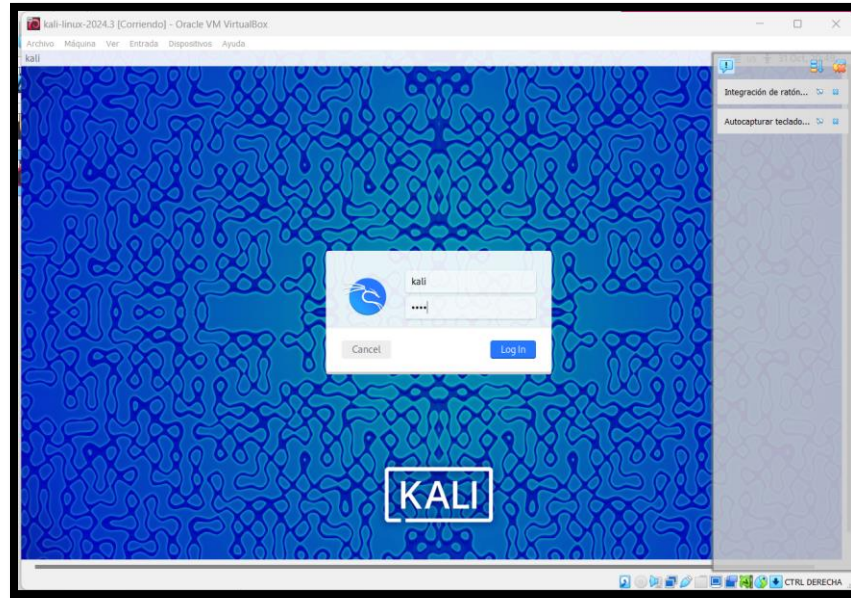 kali-linux-2024.3 [Corriendo] - Oracle VM VirtualBox
Archivo Máquina Ver Entrada Dispositivos Ayuda
kali
Integración de ratón...
Autocapturar teclado...
kali
••••
Cancel Log In
KALI
CTRL DERECHA